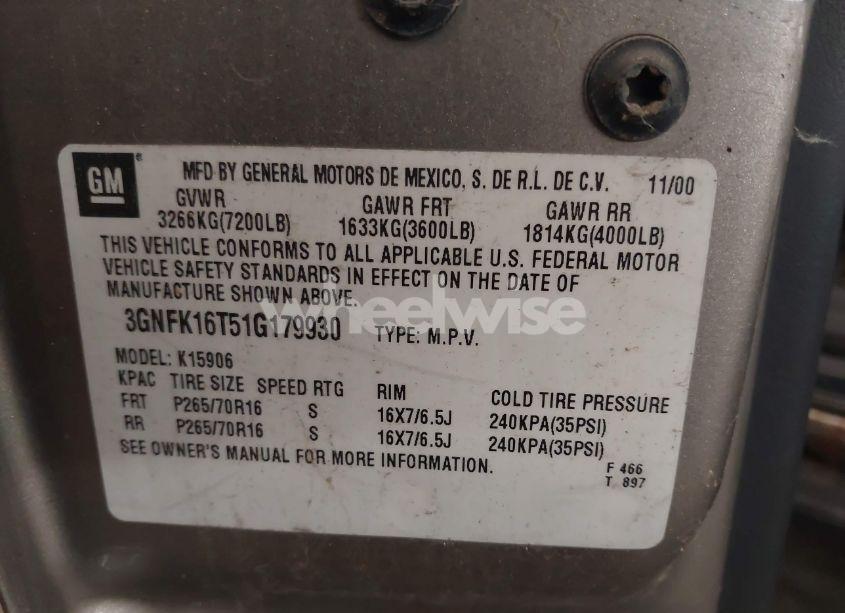 GM
MFD BY GENERAL MOTORS DE MEXICO, S. DE R.L. DE C.V. 11/00
GVWR GAWR FRT GAWR RR
3266KG(7200LB) 1633KG(3600LB) 1814KG(4000LB)
THIS VEHICLE CONFORMS TO ALL APPLICABLE U.S. FEDERAL MOTOR
VEHICLE SAFETY STANDARDS IN EFFECT ON THE DATE OF
MANUFACTURE SHOWN ABOVE.
wheelwise
3GNFK16T51G179930 TYPE: M.P.V.
MODEL: K15906
KPAC TIRE SIZE SPEED RTG RIM COLD TIRE PRESSURE
FRT P265/70R16 S 16X7/6.5J 240KPA(35PSI)
RR P265/70R16 S 16X7/6.5J 240KPA(35PSI)
SEE OWNER'S MANUAL FOR MORE INFORMATION.
F 466
T 897